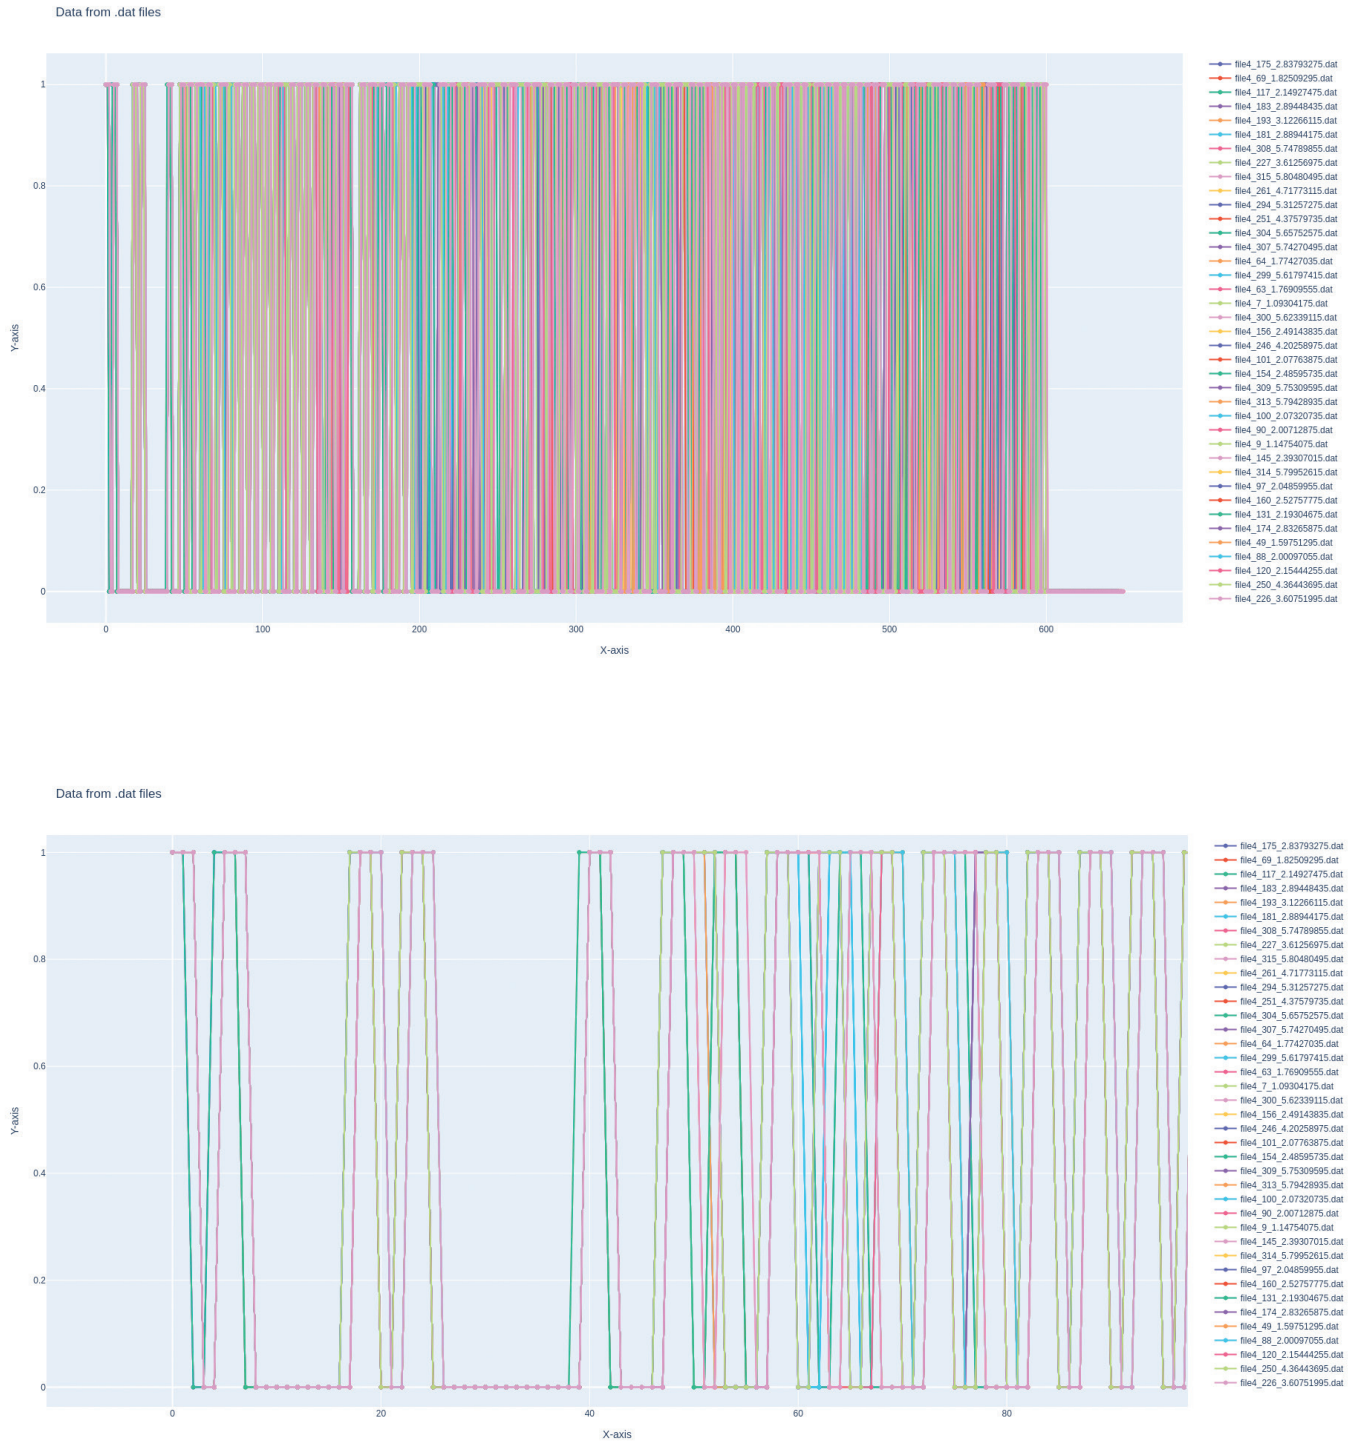 Data from .dat files
1
0.8
0.6
0.4
0.2
0
Y-axis
0 100 200 300 400 500 600
X-axis
file4_175_2.83793275.dat
file4_69_1.82509295.dat
file4_117_2.14927475.dat
file4_183_2.89448435.dat
file4_193_3.12266115.dat
file4_181_2.88944175.dat
file4_308_5.74789855.dat
file4_227_3.61256975.dat
file4_315_5.80480495.dat
file4_261_4.71773115.dat
file4_294_5.31257275.dat
file4_251_4.37579735.dat
file4_304_5.65752575.dat
file4_307_5.74270495.dat
file4_64_1.77427035.dat
file4_299_5.61797415.dat
file4_63_1.76909555.dat
file4_7_1.09304175.dat
file4_300_5.62339115.dat
file4_156_2.49143835.dat
file4_246_4.20258975.dat
file4_101_2.07763875.dat
file4_154_2.48595735.dat
file4_309_5.75309595.dat
file4_313_5.79428935.dat
file4_100_2.07320735.dat
file4_90_2.00712875.dat
file4_9_1.14754075.dat
file4_145_2.39307015.dat
file4_314_5.79952615.dat
file4_97_2.04859955.dat
file4_160_2.52757775.dat
file4_131_2.19304675.dat
file4_174_2.83265875.dat
file4_49_1.59751295.dat
file4_88_2.00097055.dat
file4_120_2.15444255.dat
file4_250_4.36443695.dat
file4_226_3.60751995.dat
Data from .dat files
1
0.8
0.6
0.4
0.2
0
Y-axis
0 20 40 60 80
X-axis
file4_175_2.83793275.dat
file4_69_1.82509295.dat
file4_117_2.14927475.dat
file4_183_2.89448435.dat
file4_193_3.12266115.dat
file4_181_2.88944175.dat
file4_308_5.74789855.dat
file4_227_3.61256975.dat
file4_315_5.80480495.dat
file4_261_4.71773115.dat
file4_294_5.31257275.dat
file4_251_4.37579735.dat
file4_304_5.65752575.dat
file4_307_5.74270495.dat
file4_64_1.77427035.dat
file4_299_5.61797415.dat
file4_63_1.76909555.dat
file4_7_1.09304175.dat
file4_300_5.62339115.dat
file4_156_2.49143835.dat
file4_246_4.20258975.dat
file4_101_2.07763875.dat
file4_154_2.48595735.dat
file4_309_5.75309595.dat
file4_313_5.79428935.dat
file4_100_2.07320735.dat
file4_90_2.00712875.dat
file4_9_1.14754075.dat
file4_145_2.39307015.dat
file4_314_5.79952615.dat
file4_97_2.04859955.dat
file4_160_2.52757775.dat
file4_131_2.19304675.dat
file4_174_2.83265875.dat
file4_49_1.59751295.dat
file4_88_2.00097055.dat
file4_120_2.15444255.dat
file4_250_4.36443695.dat
file4_226_3.60751995.dat